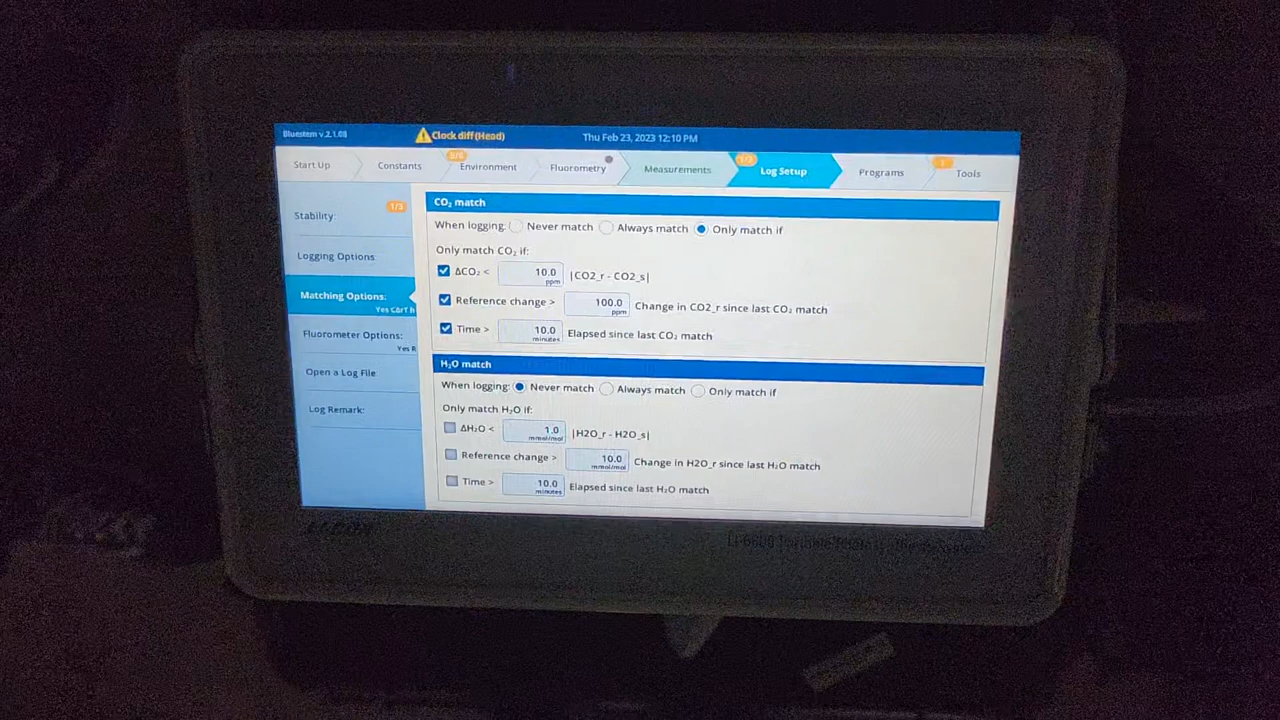 Bluestem v.2.1.08
Clock diff (Head)
Thu Feb 23, 2023 12:10 PM
Start Up
Constants
Environment
Fluorometry
Measurements
Log Setup
Programs
Tools
Stability:
1/3
Logging Options
Matching Options:
Fluorometer Options:
Yes R
Open a Log File
Log Remark:
CO₂ match
When logging: Never match Always match Only match if
Only match CO₂ if:
ΔCO₂ < 10.0 ppm |CO2_r - CO2_s|
Reference change > 100.0 ppm Change in CO2_r since last CO₂ match
Time > 10.0 minutes Elapsed since last CO₂ match
H₂O match
When logging: Never match Always match Only match if
Only match H₂O if:
ΔH₂O < 1.0 mmol/mol |H2O_r - H2O_s|
Reference change > 10.0 mmol/mol Change in H2O_r since last H₂O match
Time > 10.0 minutes Elapsed since last H₂O match